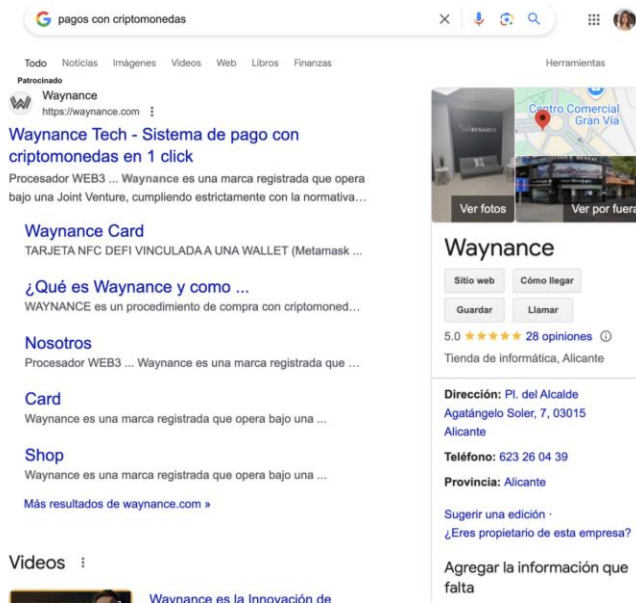 pagos con criptomonedas
Todo Noticias Imágenes Videos Web Libros Finanzas Herramientas
Patrocinado
Waynance
https://waynance.com
Waynance Tech - Sistema de pago con
criptomonedas en 1 click
Procesador WEB3 ... Waynance es una marca registrada que opera
bajo una Joint Venture, cumpliendo estrictamente con la normativa...
Waynance Card
TARJETA NFC DEFI VINCULADA A UNA WALLET (Metamask ...
¿Qué es Waynance y como ...
WAYNANCE es un procedimiento de compra con criptomoned...
Nosotros
Procesador WEB3 ... Waynance es una marca registrada que ...
Card
Waynance es una marca registrada que opera bajo una ...
Shop
Waynance es una marca registrada que opera bajo una ...
Más resultados de waynance.com »
Videos
Waynance es la Innovación de
WAYNANCE
Centro Comercial
Gran Vía
Ver fotos
Ver por fuera
Waynance
Sitio web Cómo llegar
Guardar Llamar
5.0 28 opiniones
Tienda de informática, Alicante
Dirección: Pl. del Alcalde
Agatángelo Soler, 7, 03015
Alicante
Teléfono: 623 26 04 39
Provincia: Alicante
Sugerir una edición ·
¿Eres propietario de esta empresa?
Agregar la información que
falta